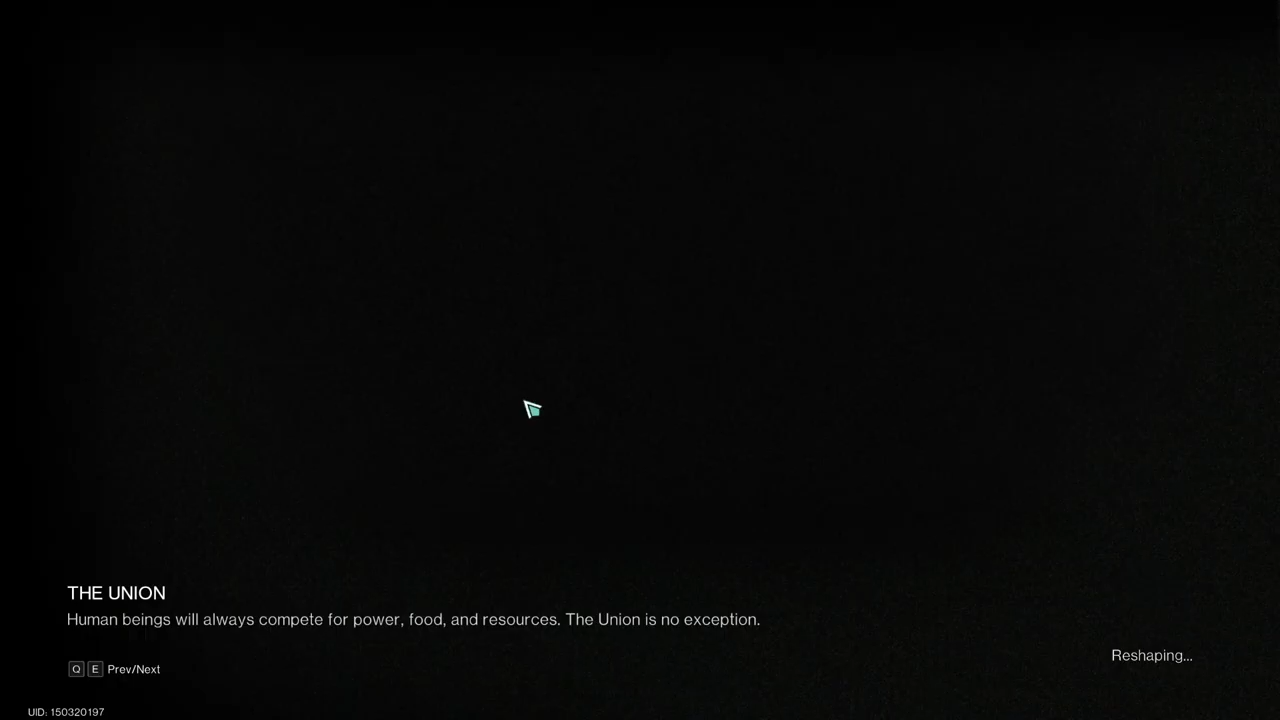 THE UNION
Human beings will always compete for power, food, and resources. The Union is no exception.
Reshaping...
Q E Prev/Next
UID: 150320197